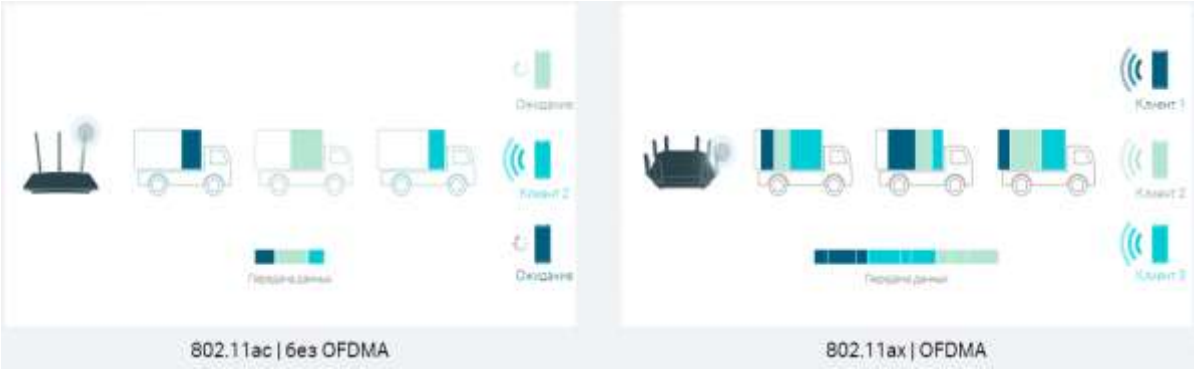 Ожидание
Клиент 2
Ожидание
Передача данных
802.11ac | без OFDMA
Клиент 1
Клиент 2
Клиент 3
Передача данных
802.11ax | OFDMA